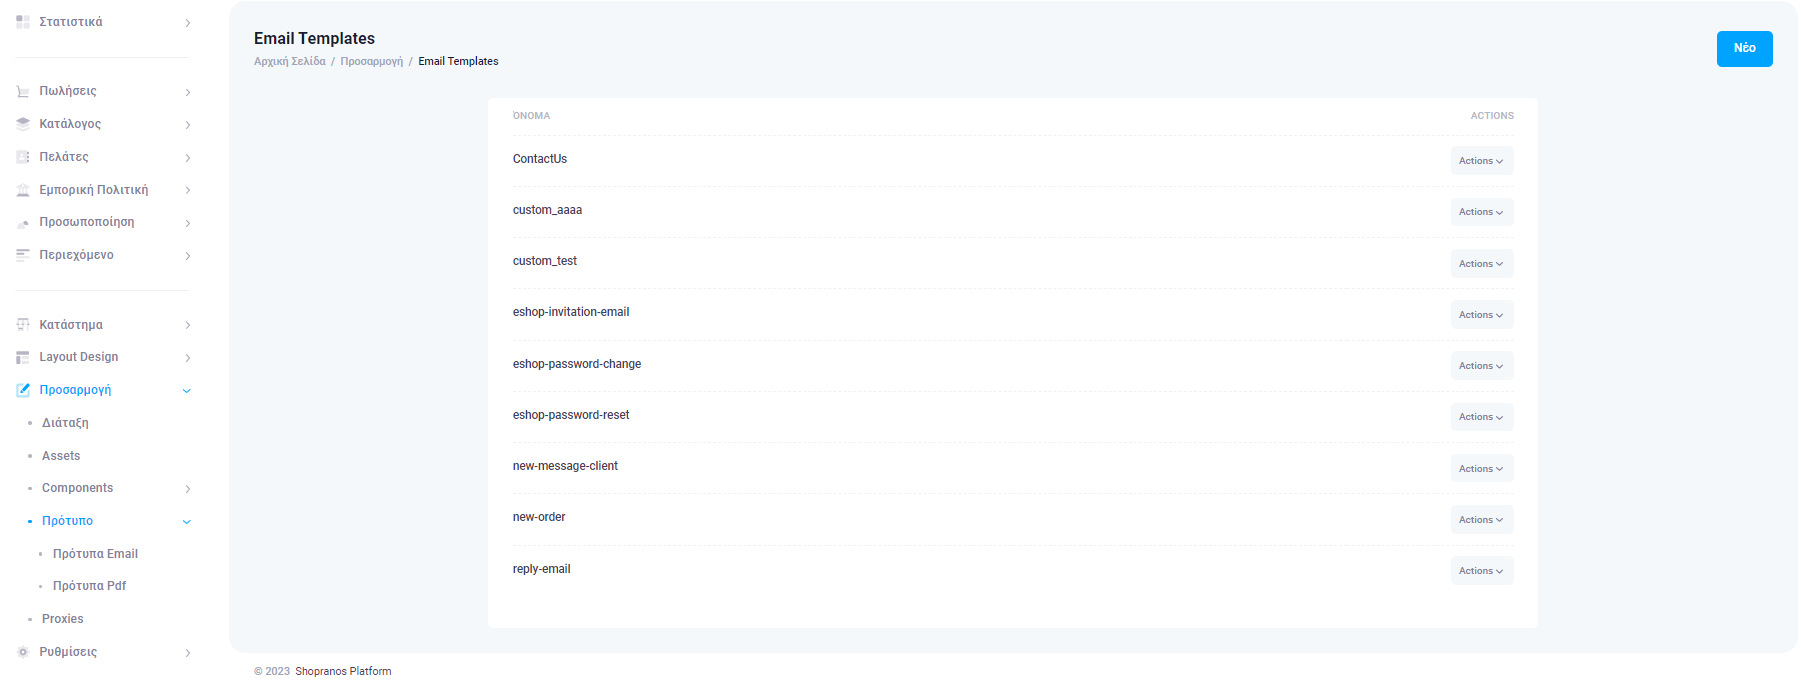 Στατιστικά
Πωλήσεις
Κατάλογος
Πελάτες
Εμπορική Πολιτική
Προσωποποίηση
Περιεχόμενο
Κατάστημα
Layout Design
Προσαρμογή
Διάταξη
Assets
Components
Πρότυπο
Πρότυπα Email
Πρότυπα Pdf
Proxies
Ρυθμίσεις
Email Templates
Αρχική Σελίδα / Προσαρμογή / Email Templates
Νέο
ΌΝΟΜΑ ACTIONS
ContactUs Actions
custom_aaaa Actions
custom_test Actions
eshop-invitation-email Actions
eshop-password-change Actions
eshop-password-reset Actions
new-message-client Actions
new-order Actions
reply-email Actions
© 2023 Shopranos Platform